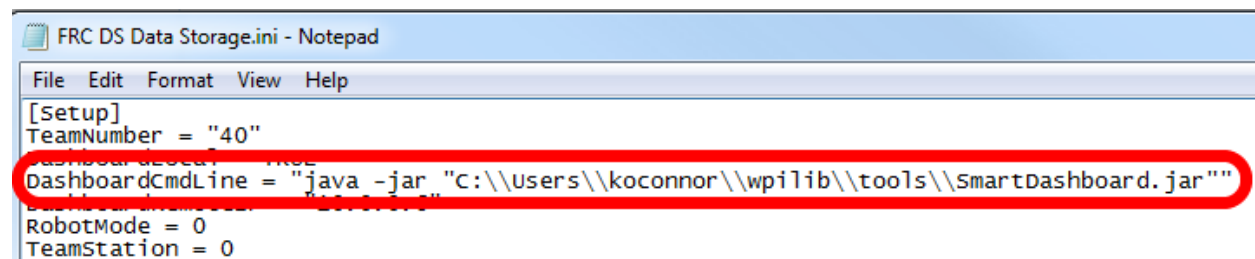 FRC DS Data Storage.ini - Notepad
File Edit Format View Help
[Setup]
TeamNumber = "40"
DashboardCmdLine = "java -jar "C:\\Users\\koconnor\\wpilib\\tools\\SmartDashboard.jar""
RobotMode = 0
TeamStation = 0